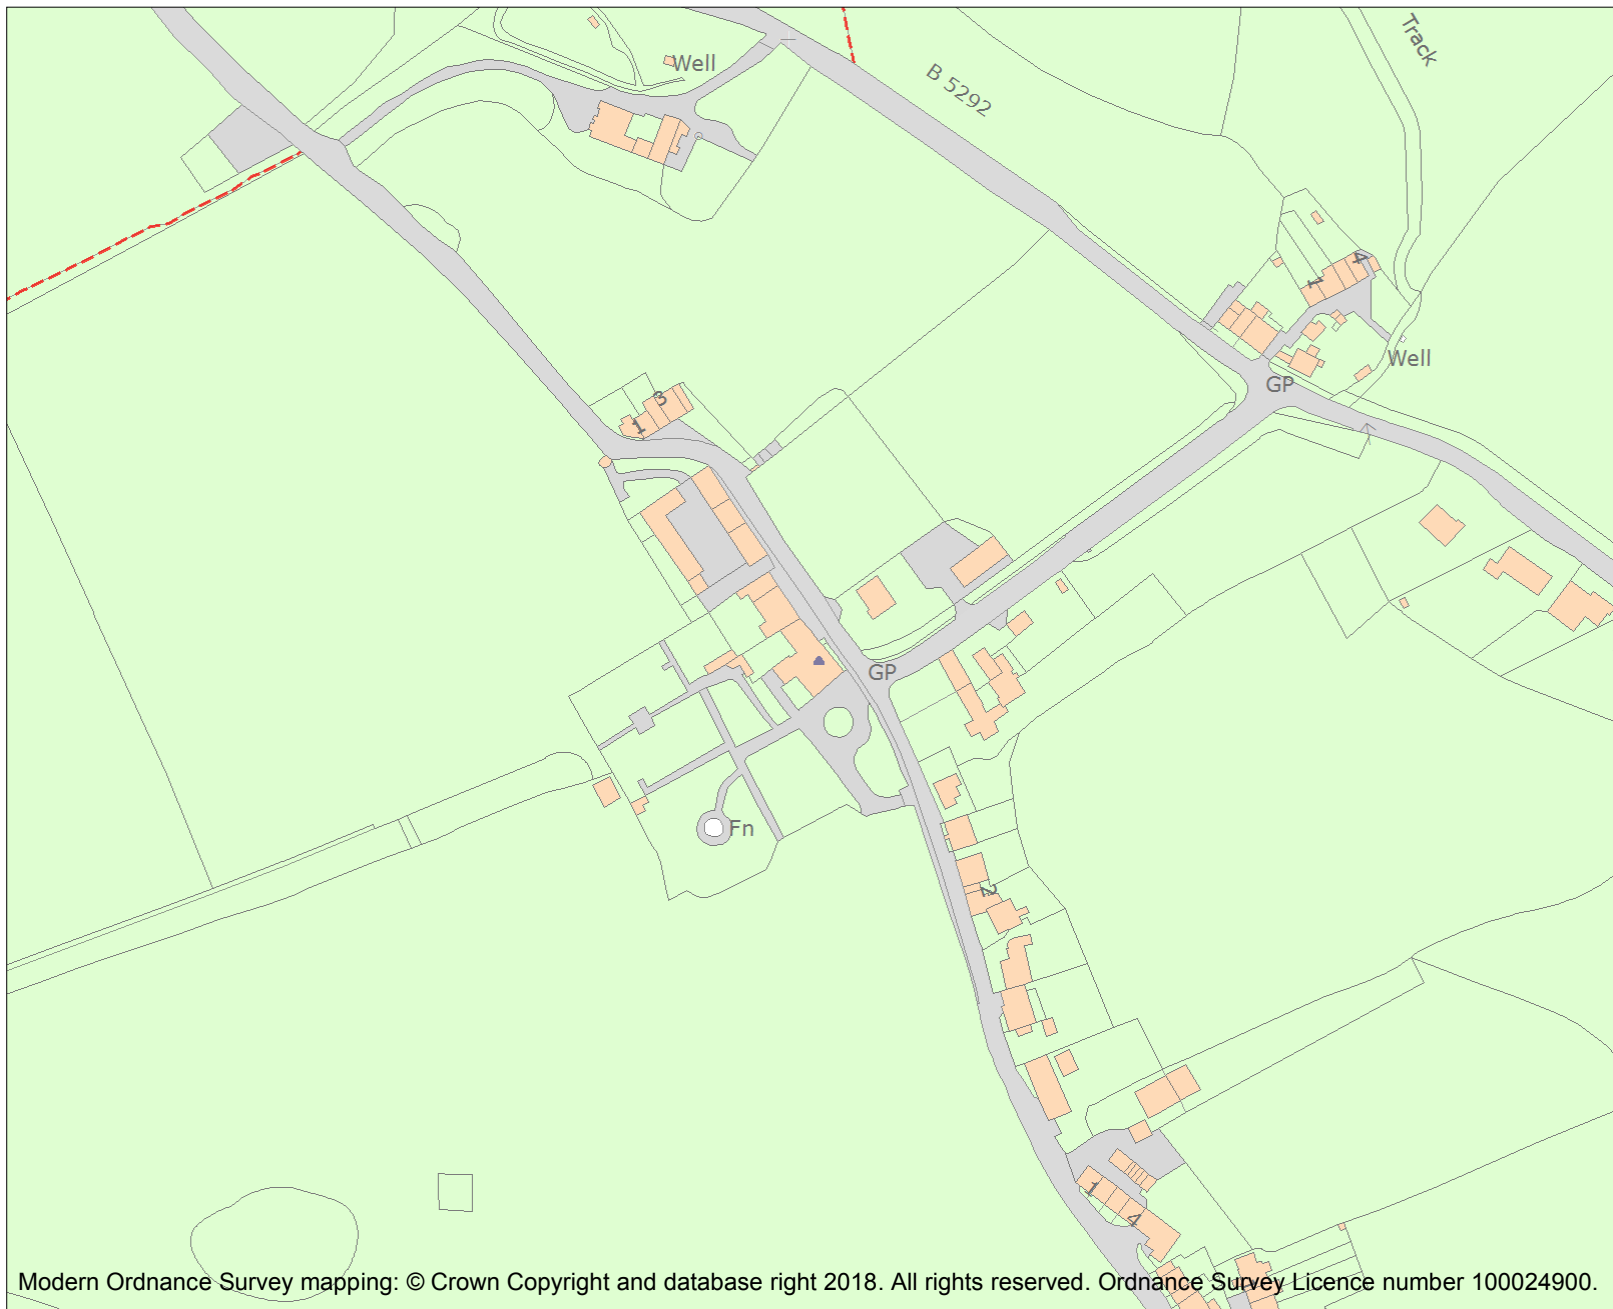 Track
Well
B 5292
4
1
Well
GP
3
1
GP
Fn
2
1
4
Modern Ordnance Survey mapping: © Crown Copyright and database right 2018. All rights reserved. Ordnance Survey Licence number 100024900.